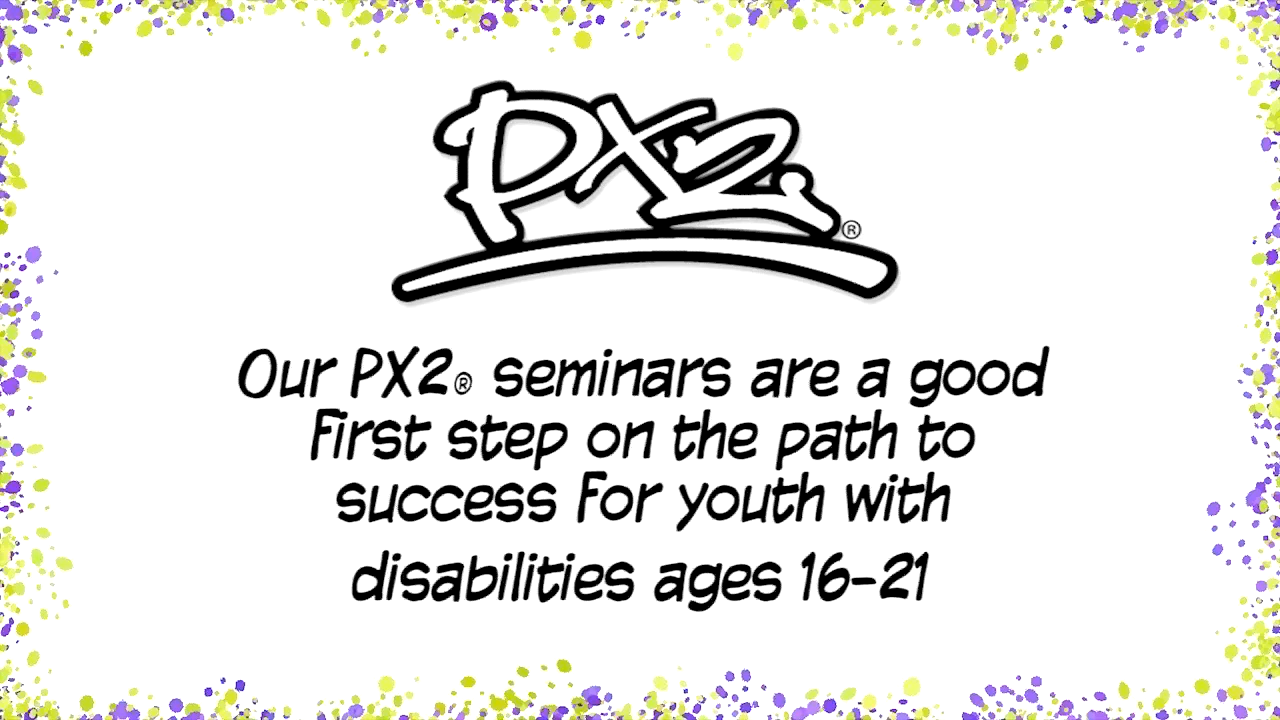 PX2®
Our PX2® seminars are a good
First step on the path to
success For youth with
disabilities ages 16-21